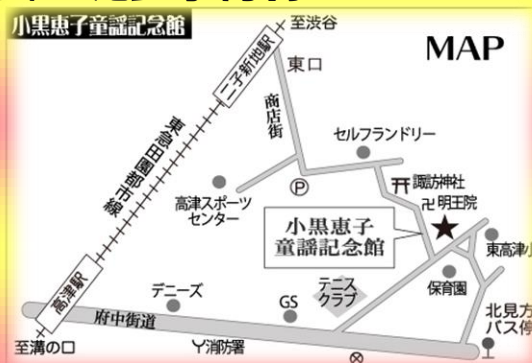 小黒恵子童謡記念館
MAP
至渋谷
二子新地駅
東口
商店街
東急田園都市線
セルフランドリー
高津スポーツ
センター
P
諏訪神社
卍明王院
小黒恵子
童謡記念館
東高津小
保育園
高津駅
デニーズ
GS
テニス
クラブ
府中街道
至溝の口
Y消防署
北見方
バス停